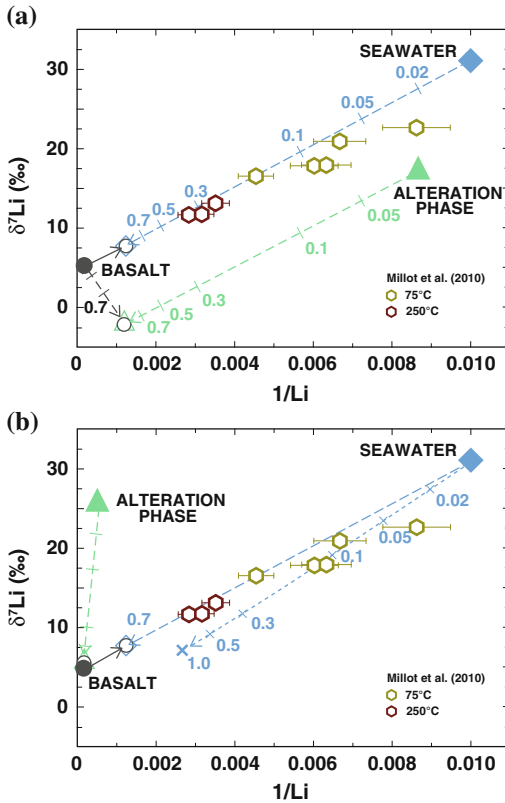 (a)
SEAWATER
30
0.02
0.05
20
0.1
δ⁷Li (‰)
0.3
ALTERATION
PHASE
10
0.5
0.7
0.05
BASALT
0.1
Millot et al. (2010)
0
0.7
0.3
75°C
0.5
0.7
250°C
0 0.002 0.004 0.006 0.008 0.010
1/Li
(b)
SEAWATER
30
ALTERATION
PHASE
0.02
0.05
20
0.1
δ⁷Li (‰)
10
0.7
0.3
0.5
1.0
BASALT
Millot et al. (2010)
0
75°C
250°C
0 0.002 0.004 0.006 0.008 0.010
1/Li